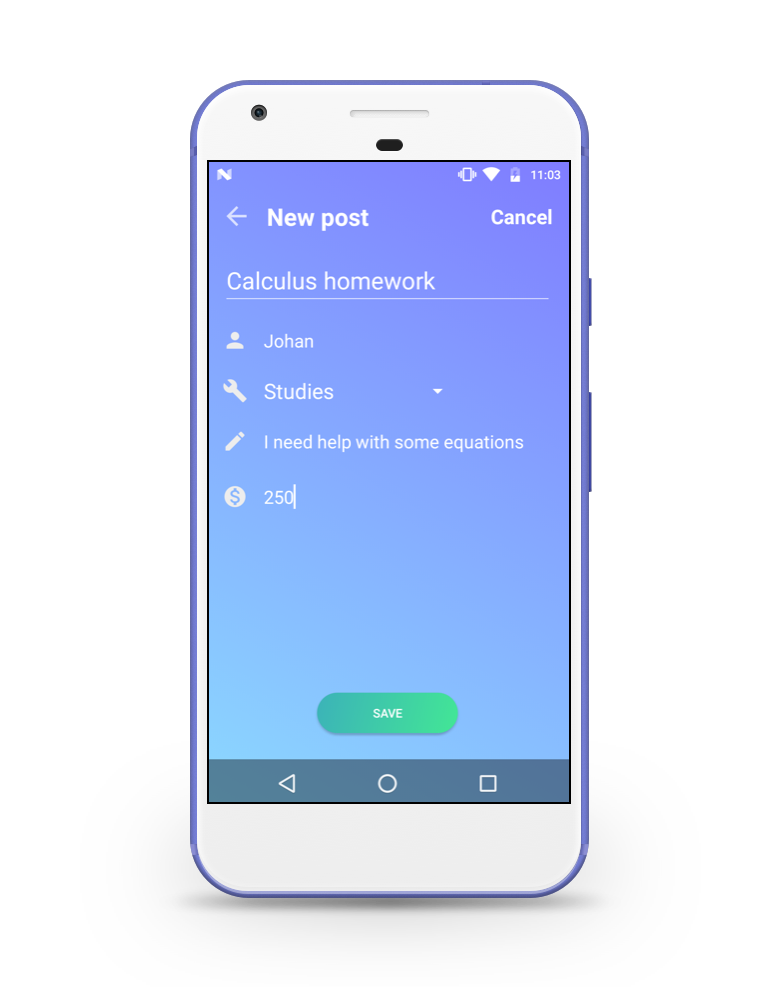 11:03
New post
Cancel
Calculus homework
Johan
Studies
I need help with some equations
250
SAVE